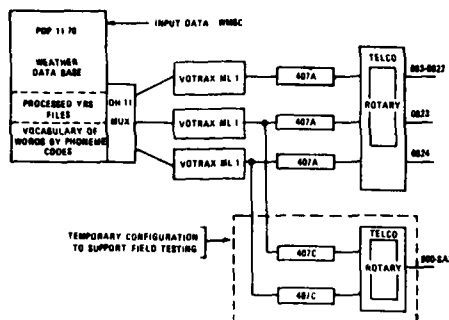 PDP 11 70
WEATHER
DATA BASE
PROCESSED VRS
FILES
VOCABULARY OF
WORDS BY PHONEME
CODES
DH 11
MUX
INPUT DATA WMSC
VOTRAX ML 1
VOTRAX ML 1
VOTRAX ML 1
407A
407A
407A
TELCO
ROTARY
0823
0824
TEMPORARY CONFIGURATION
TO SUPPORT FIELD TESTING
407C
407C
TELCO
ROTARY